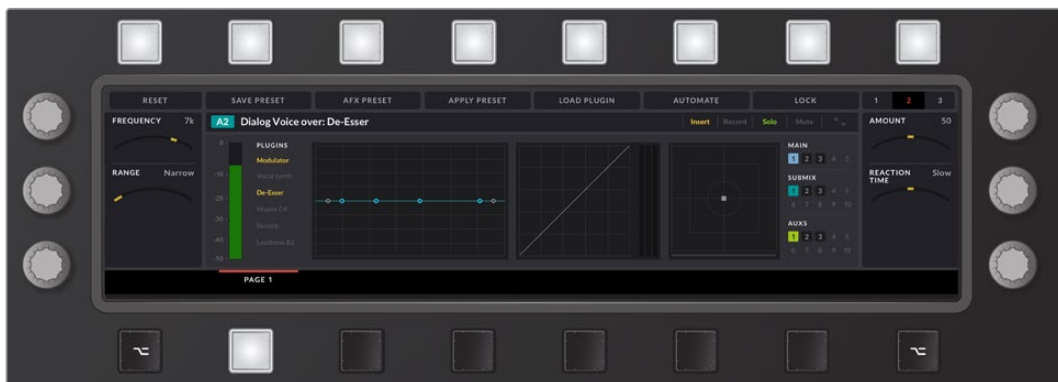 RESET
SAVE PRESET
AFX PRESET
APPLY PRESET
LOAD PLUGIN
AUTOMATE
LOCK
1 2 3
FREQUENCY 7k
RANGE Narrow
A2 Dialog Voice over: De-Esser
Insert
Record
Solo
Mute
0
-10
-20
-30
-40
-50
PLUGINS
Modulator
Vocal synth
De-Esser
Waves C4
Reverb
MAIN
1 2 3 4 5
SUBMIX
1 2 3 4 5
6 7 8 9 10
AUXS
1 2 3 4 5
6 7 8 9 10
AMOUNT 50
REACTION Slow
TIME
PAGE 1